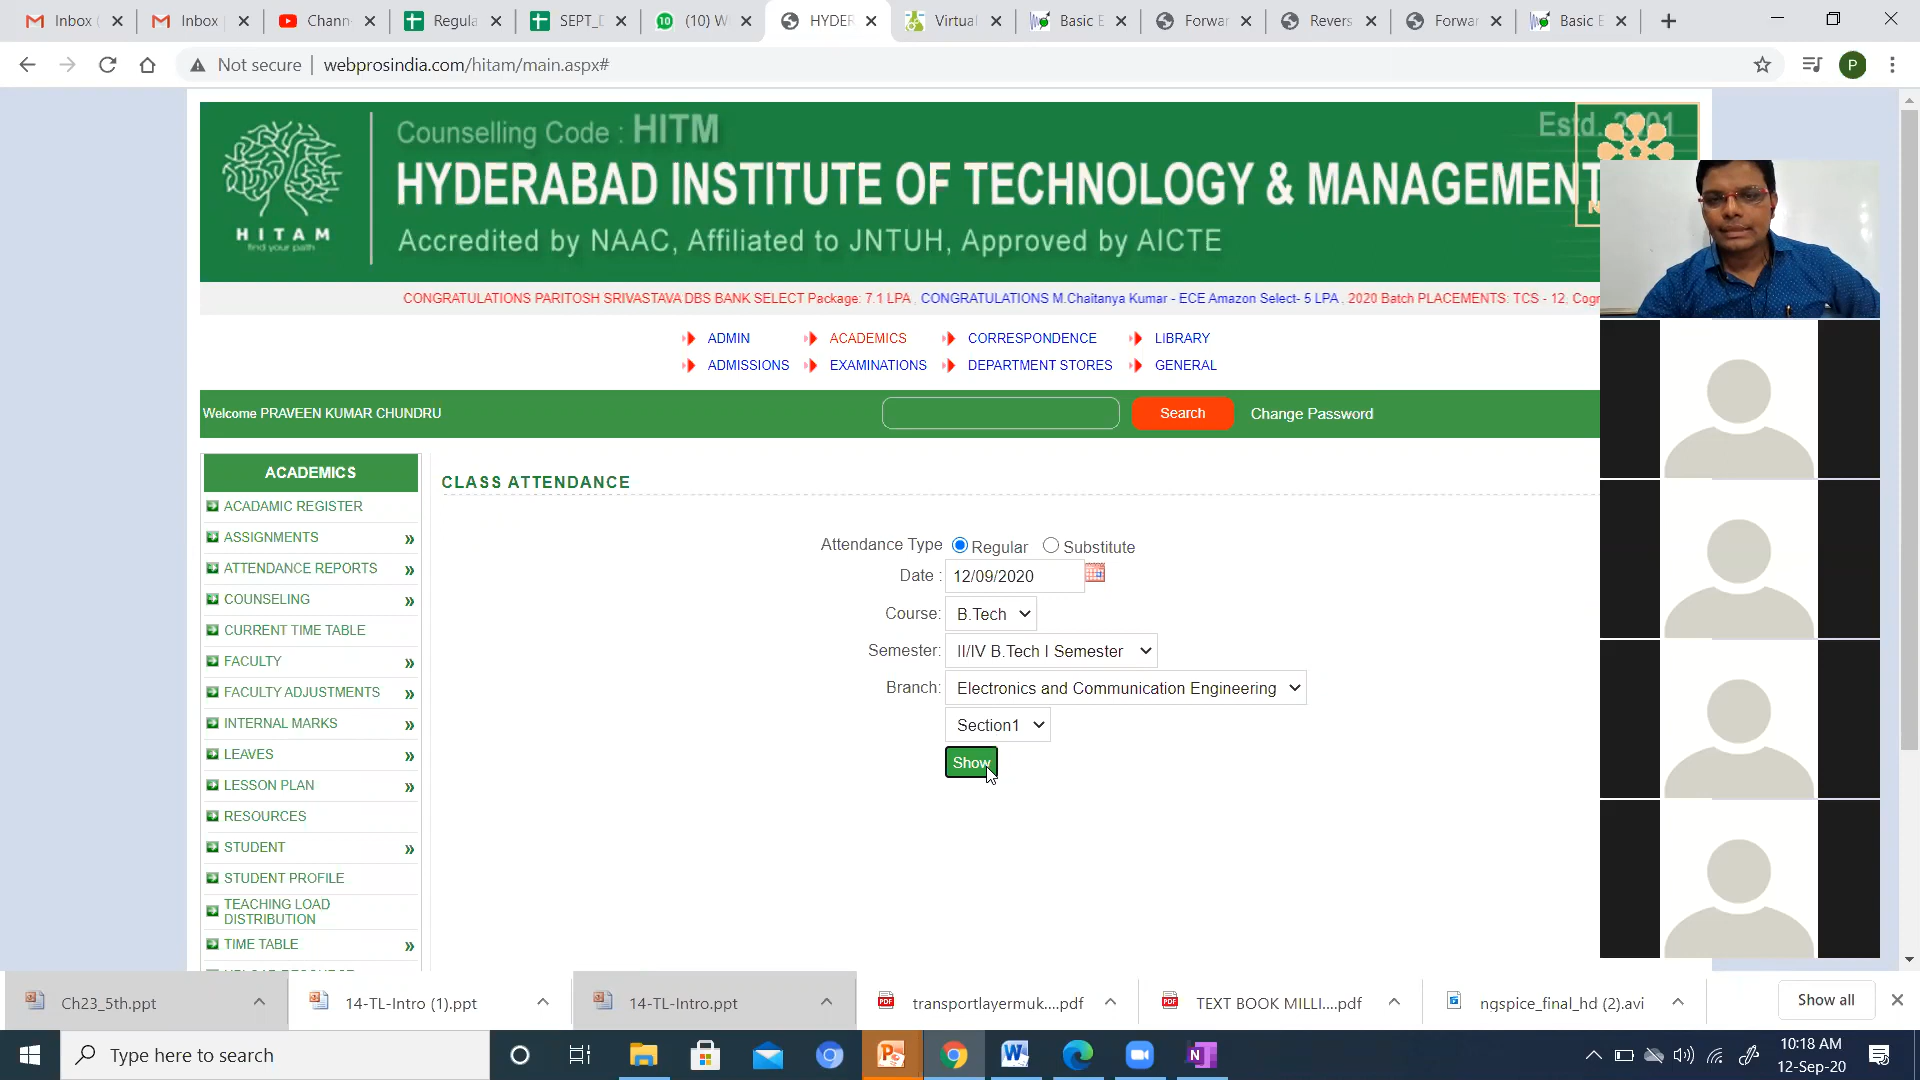 Inbox (
Inbox
Chann
Regula
SEPT_D
(10) W
HYDER
Virtual
Basic E
Forwar
Revers
Forwar
Basic E
Not secure
webprosindia.com/hitam/main.aspx#
P
Counselling Code : HITM
Estd. 2001
HYDERABAD INSTITUTE OF TECHNOLOGY & MANAGEMENT
HITAM
find your path
Accredited by NAAC, Affiliated to JNTUH, Approved by AICTE
CONGRATULATIONS PARITOSH SRIVASTAVA DBS BANK SELECT Package: 7.1 LPA , CONGRATULATIONS M.Chaitanya Kumar - ECE Amazon Select- 5 LPA , 2020 Batch PLACEMENTS: TCS - 12, Cogr
ADMIN ACADEMICS CORRESPONDENCE LIBRARY
ADMISSIONS EXAMINATIONS DEPARTMENT STORES GENERAL
Welcome PRAVEEN KUMAR CHUNDRU
Search
Change Password
ACADEMICS
ACADAMIC REGISTER
ASSIGNMENTS »
ATTENDANCE REPORTS »
COUNSELING »
CURRENT TIME TABLE
FACULTY »
FACULTY ADJUSTMENTS »
INTERNAL MARKS »
LEAVES »
LESSON PLAN »
RESOURCES
STUDENT »
STUDENT PROFILE
TEACHING LOAD
DISTRIBUTION
TIME TABLE »
CLASS ATTENDANCE
Attendance Type Regular Substitute
Date : 12/09/2020
Course: B.Tech
Semester: II/IV B.Tech I Semester
Branch: Electronics and Communication Engineering
Section1
Show
Ch23_5th.ppt
14-TL-Intro (1).ppt
14-TL-Intro.ppt
transportlayermuk....pdf
TEXT BOOK MILLI....pdf
ngspice_final_hd (2).avi
Show all
Type here to search
10:18 AM
12-Sep-20